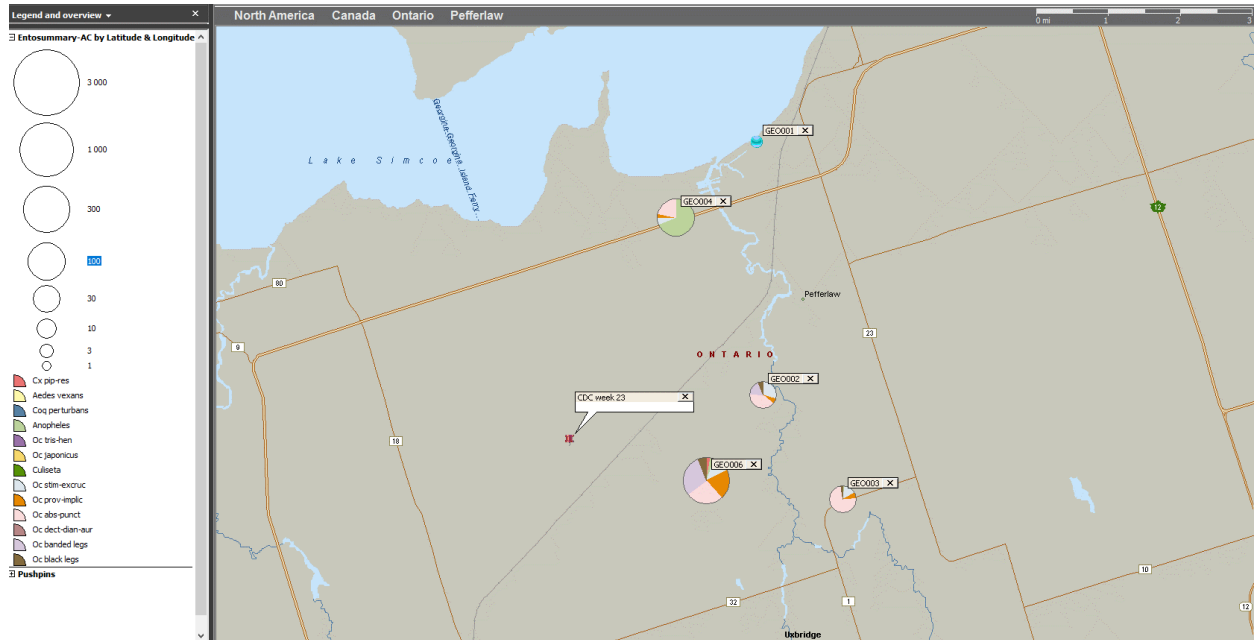 Legend and overview
North America Canada Ontario Pefferlaw
0 mi 1 2 3
Entosummary-AC by Latitude & Longitude
3 000
1 000
300
100
30
10
3
1
Cx pip-res
Aedes vexans
Coq perturbans
Anopheles
Oc tris-hen
Oc japonicus
Culiseta
Oc stim-excruc
Oc prov-implic
Oc abs-punct
Oc dect-dian-aur
Oc banded legs
Oc black legs
Pushpins
Lake Simcoe
Georgina-Georgina Island Ferry...
GEO001
GEO004
12
80
Pefferlaw
23
9
ONTARIO
GEO002
CDC week 23
18
GEO006
GEO003
10
32
1
12
Uxbridge